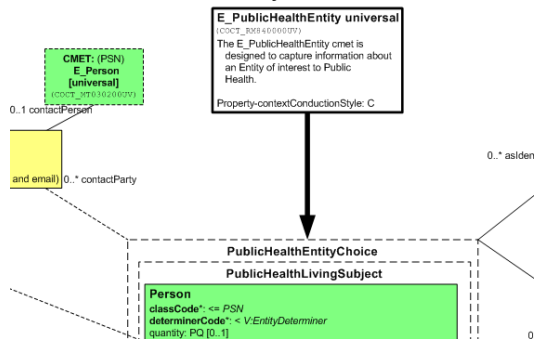 E_PublicHealthEntity universal
(COCT_RM840000UV)
The E_PublicHealthEntity cmet is
designed to capture information about
an Entity of interest to Public
Health.
Property-contextConductionStyle: C
CMET: (PSN)
E_Person
[universal]
(COCT_MT030200UV)
0..1 contactPerson
and email)
0..* contactParty
0..* asIden
PublicHealthEntityChoice
PublicHealthLivingSubject
Person
classCode*: <= PSN
determinerCode*: < V:EntityDeterminer
quantity: PQ [0..1]
0